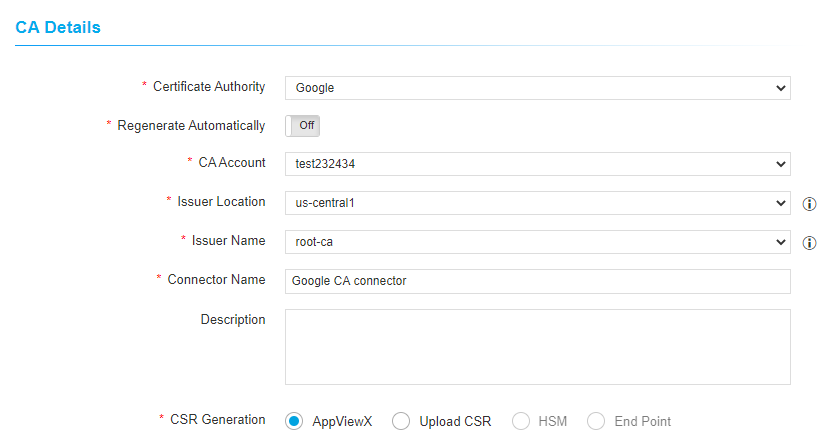 CA Details
* Certificate Authority Google
* Regenerate Automatically Off
* CA Account test232434
* Issuer Location us-central1
* Issuer Name root-ca
* Connector Name Google CA connector
Description
* CSR Generation AppViewX Upload CSR HSM End Point